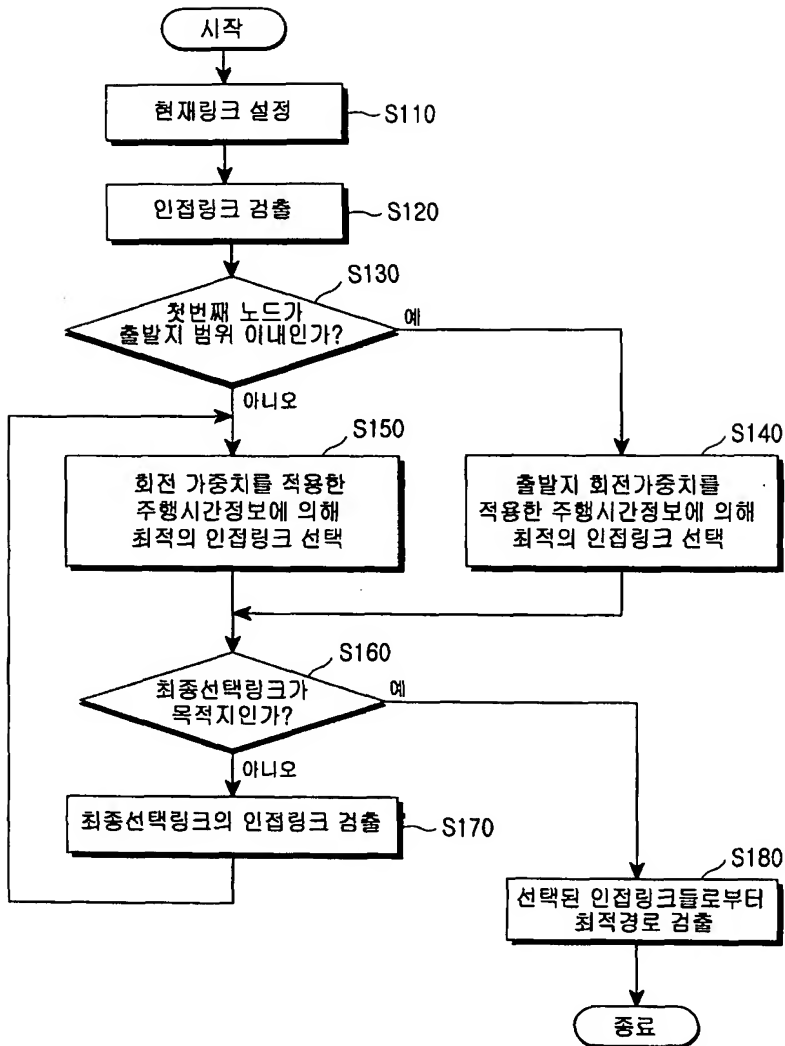 시작
현재링크 설정
S110
인접링크 검출
S120
S130
첫번째 노드가
출발지 범위 이내인가?
예
아니오
S150
회전 가중치를 적용한
주행시간정보에 의해
최적의 인접링크 선택
S140
출발지 회전가중치를
적용한 주행시간정보에 의해
최적의 인접링크 선택
S160
최종선택링크가
목적지인가?
예
아니오
최종선택링크의 인접링크 검출
S170
S180
선택된 인접링크들로부터
최적경로 검출
종료